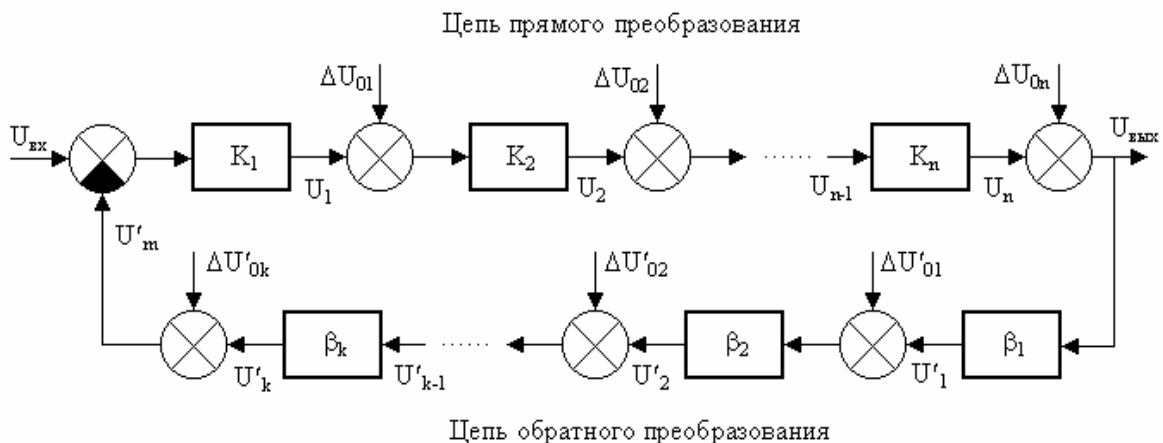 Цепь прямого преобразования
ΔU₀₁ ΔU₀₂ ΔU₀ₙ
Uвх K₁ K₂ Kₙ Uвых
U₁ U₂ Uₙ₋₁ Uₙ
U'ₘ
ΔU'₀ₖ ΔU'₀₂ ΔU'₀₁
βₖ β₂ β₁
U'ₖ U'ₖ₋₁ U'₂ U'₁
Цепь обратного преобразования